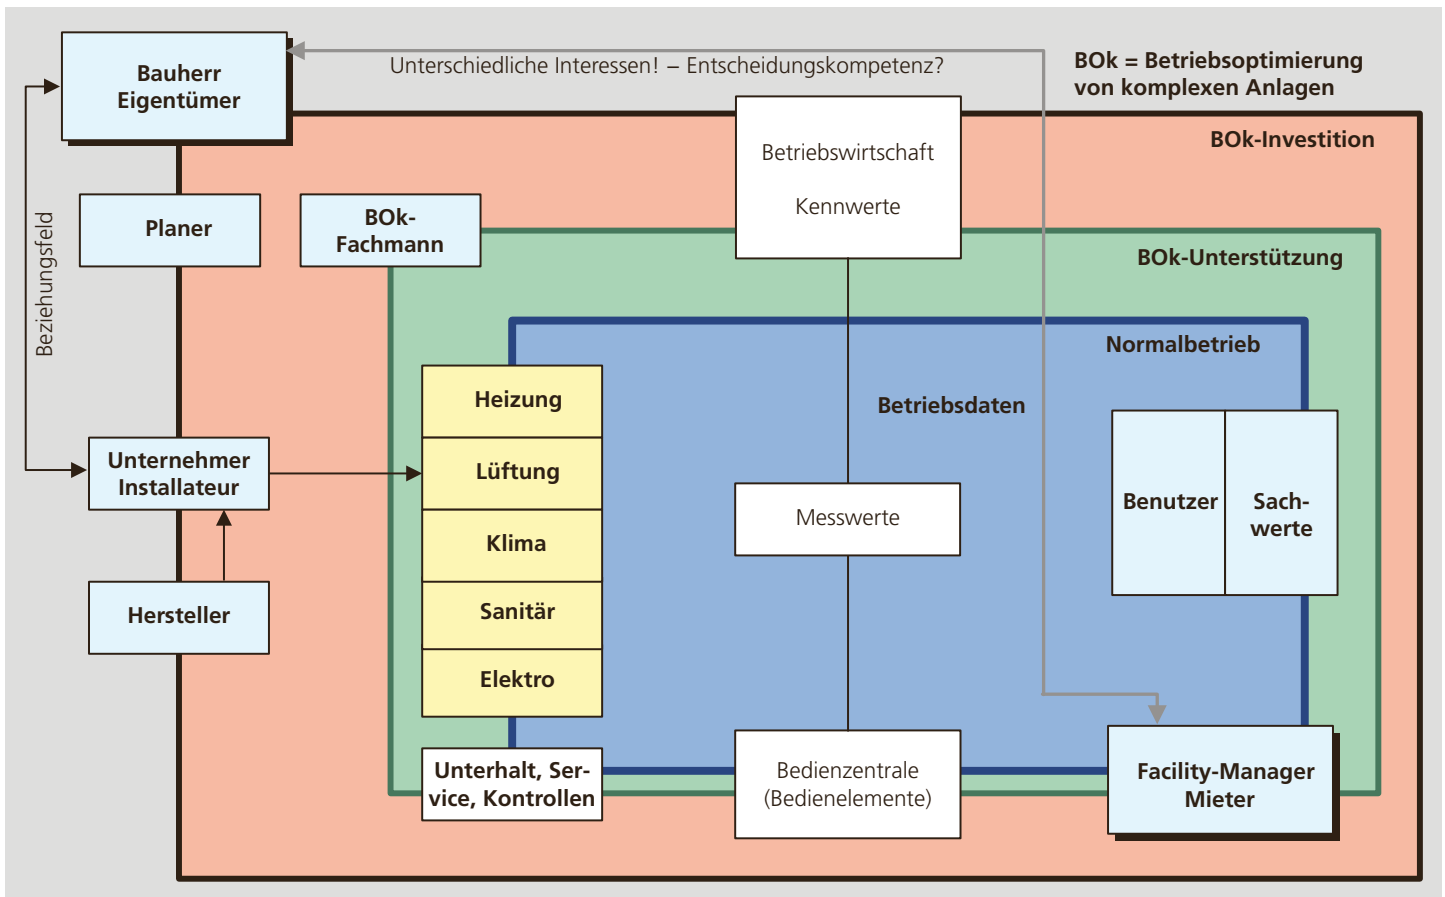 Bauherr
Eigentümer
Unterschiedliche Interessen! – Entscheidungskompetenz?
BOk = Betriebsoptimierung
von komplexen Anlagen
BOk-Investition
Betriebswirtschaft
Kennwerte
Planer
BOk-
Fachmann
BOk-Unterstützung
Beziehungsfeld
Normalbetrieb
Heizung
Betriebsdaten
Unternehmer
Installateur
Lüftung
Benutzer
Sach-
werte
Messwerte
Klima
Hersteller
Sanitär
Elektro
Unterhalt, Ser-
vice, Kontrollen
Bedienzentrale
(Bedienelemente)
Facility-Manager
Mieter